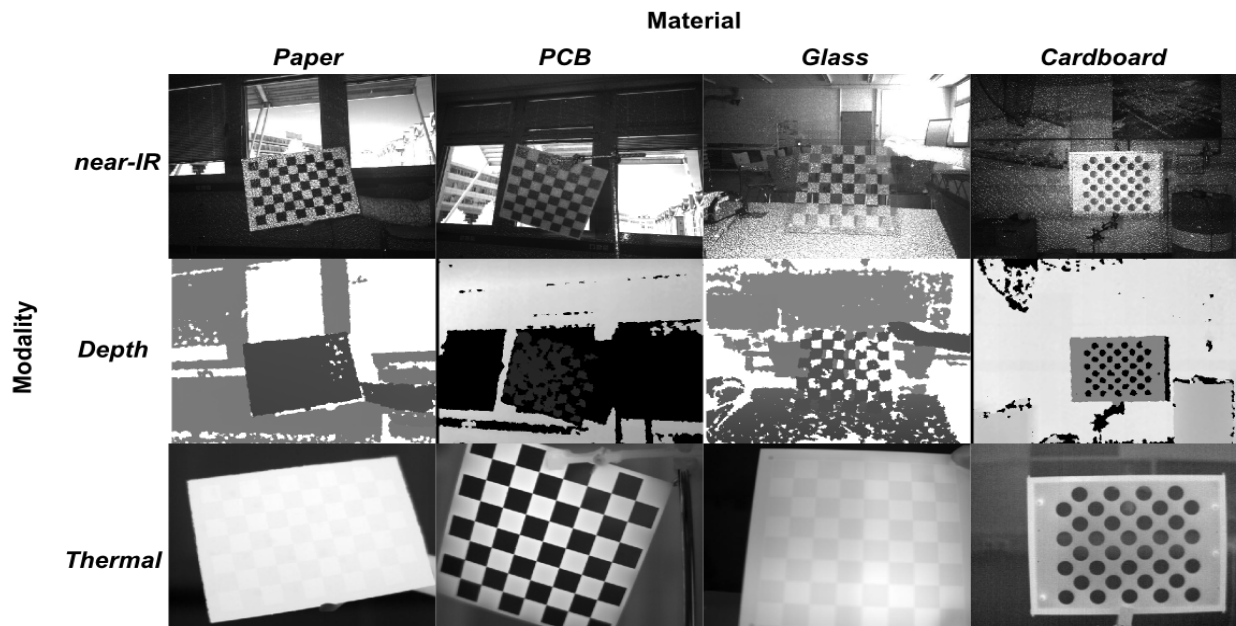 Material
Paper PCB Glass Cardboard
near-IR
Modality
Depth
Thermal